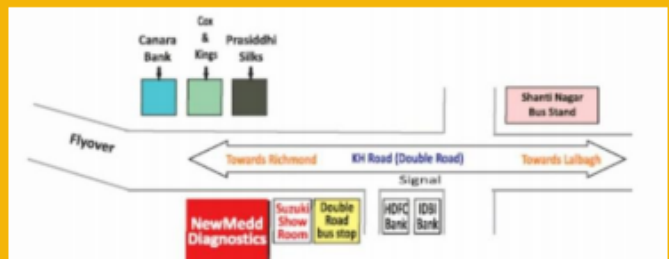 Canara
Bank
Cox
&
Kings
Prasiddhi
Silks
Shanti Nagar
Bus Stand
Flyover
Towards Richmond
KH Road (Double Road)
Towards Lalbagh
Signal
NewMedd
Diagnostics
Suzuki
Show
Room
Double
Road
bus stop
HDFC
Bank
IDBI
Bank